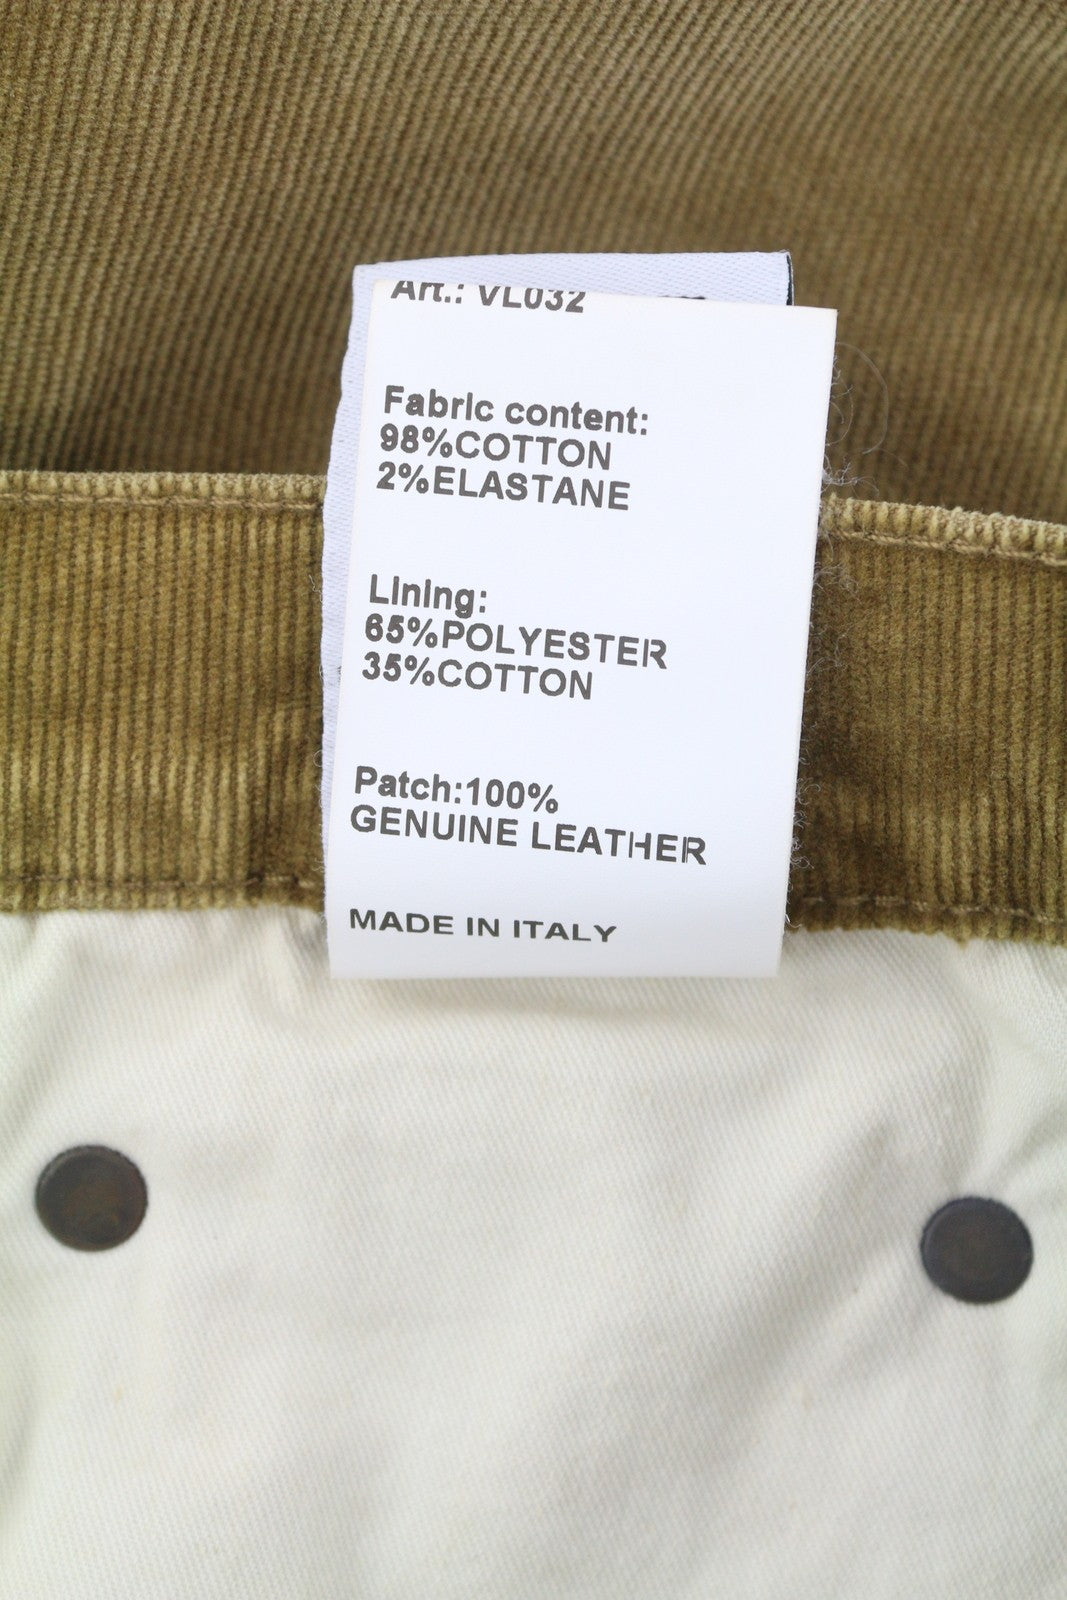 Art.: VL032
Fabric content:
98%COTTON
2%ELASTANE
Lining:
65%POLYESTER
35%COTTON
Patch:100%
GENUINE LEATHER
MADE IN ITALY